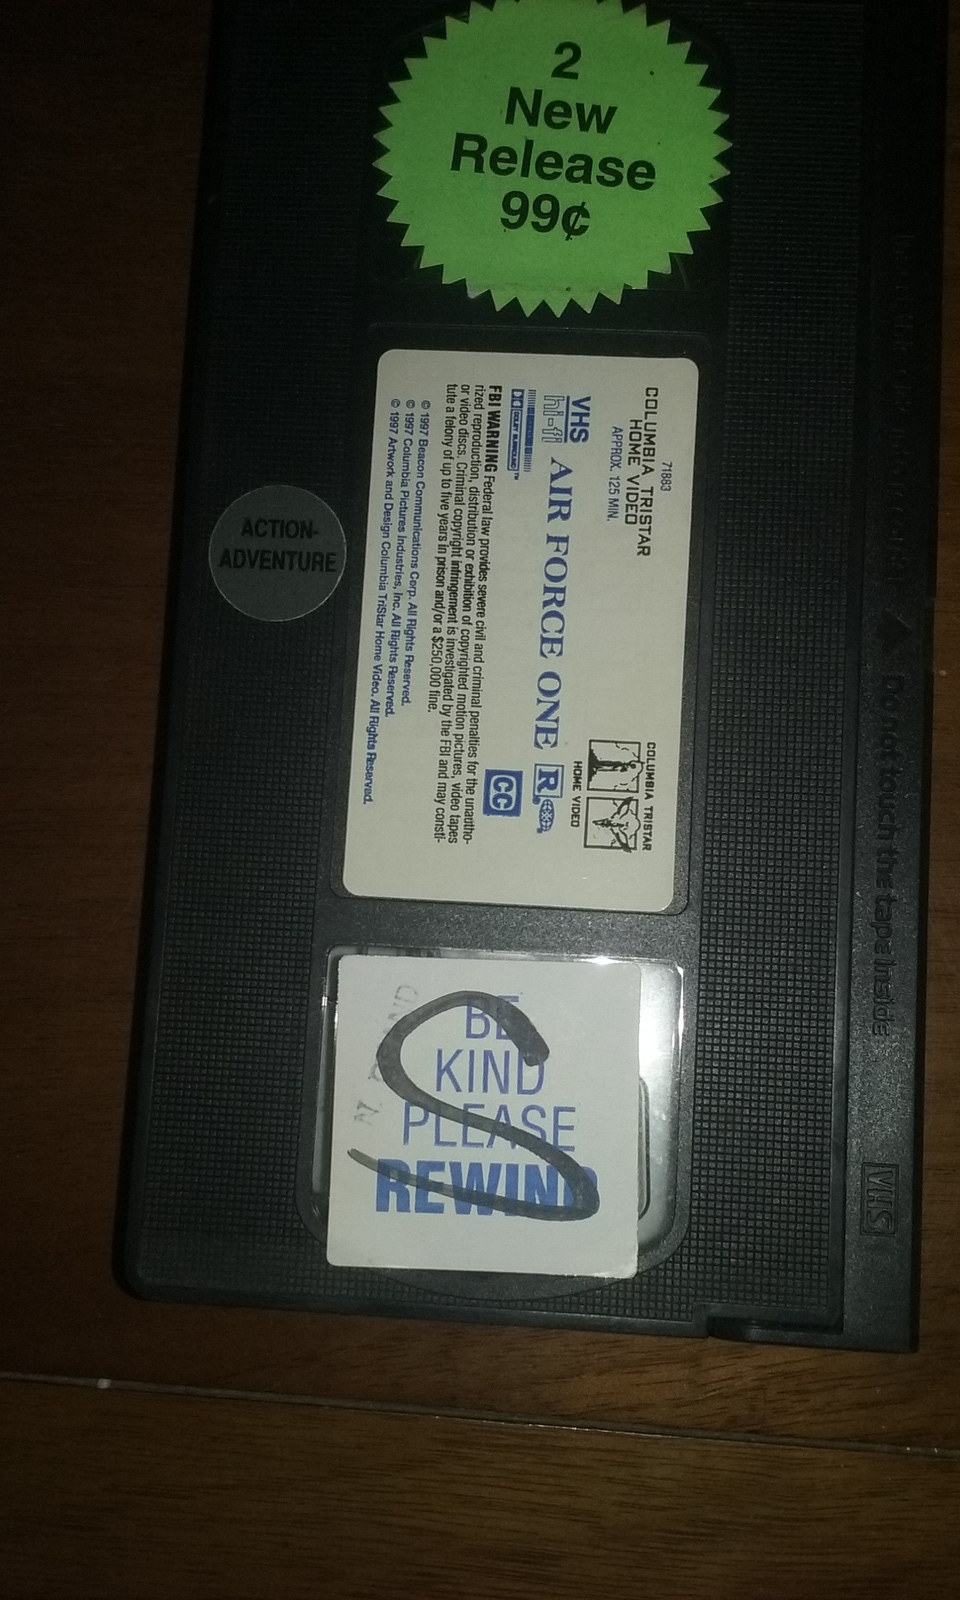 2
New
Release
99¢
71883
COLUMBIA TRISTAR
HOME VIDEO
APPROX. 125 MIN.
COLUMBIA TRISTAR
HOME VIDEO
VHS
hi-fi
AIR FORCE ONE R
DOLBY SURROUND™
CC
FBI WARNING Federal law provides severe civil and criminal penalties for the unautho-
rized reproduction, distribution or exhibition of copyrighted motion pictures, video tapes
or video discs. Criminal copyright infringement is investigated by the FBI and may consti-
tute a felony of up to five years in prison and/or a $250,000 fine.
© 1997 Beacon Communications Corp. All Rights Reserved.
© 1997 Columbia Pictures Industries, Inc. All Rights Reserved.
© 1997 Artwork and Design Columbia TriStar Home Video. All Rights Reserved.
ACTION-
ADVENTURE
BE
KIND
PLEASE
REWIND
S
Do not touch the tape inside
VHS